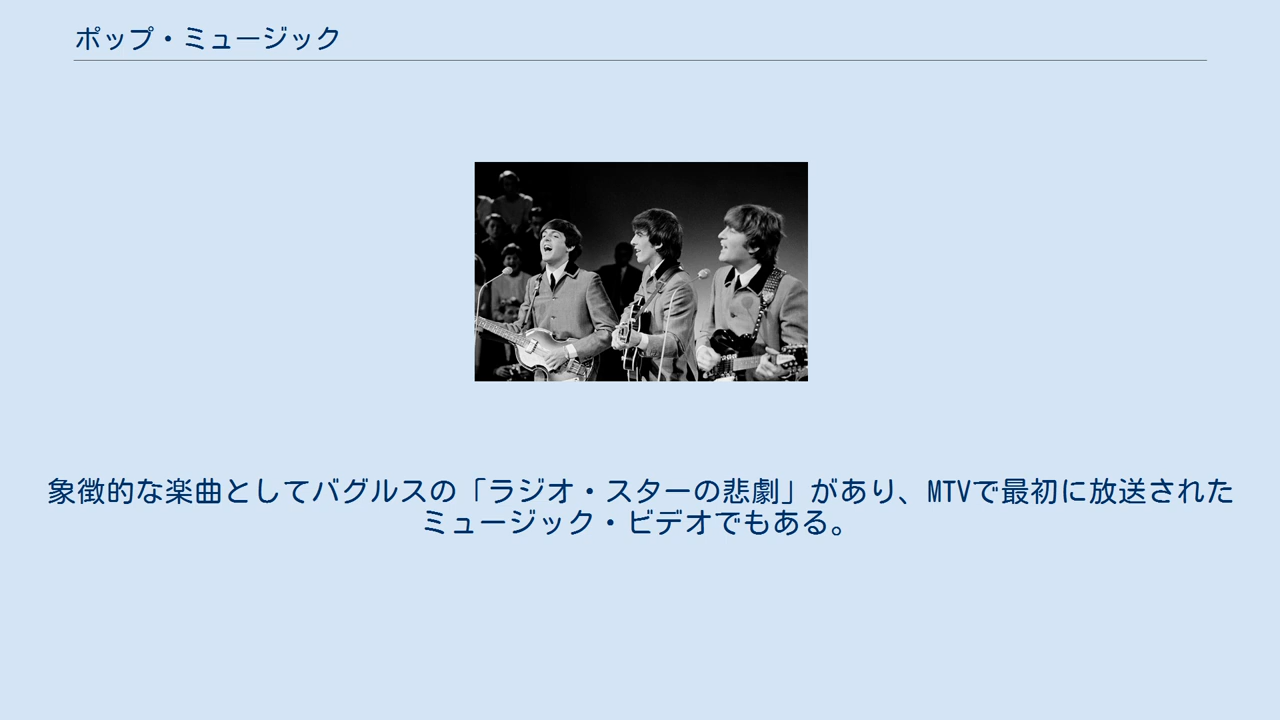 ポップ・ミュージック
象徴的な楽曲としてバグルスの「ラジオ・スターの悲劇」があり、MTVで最初に放送された
ミュージック・ビデオでもある。